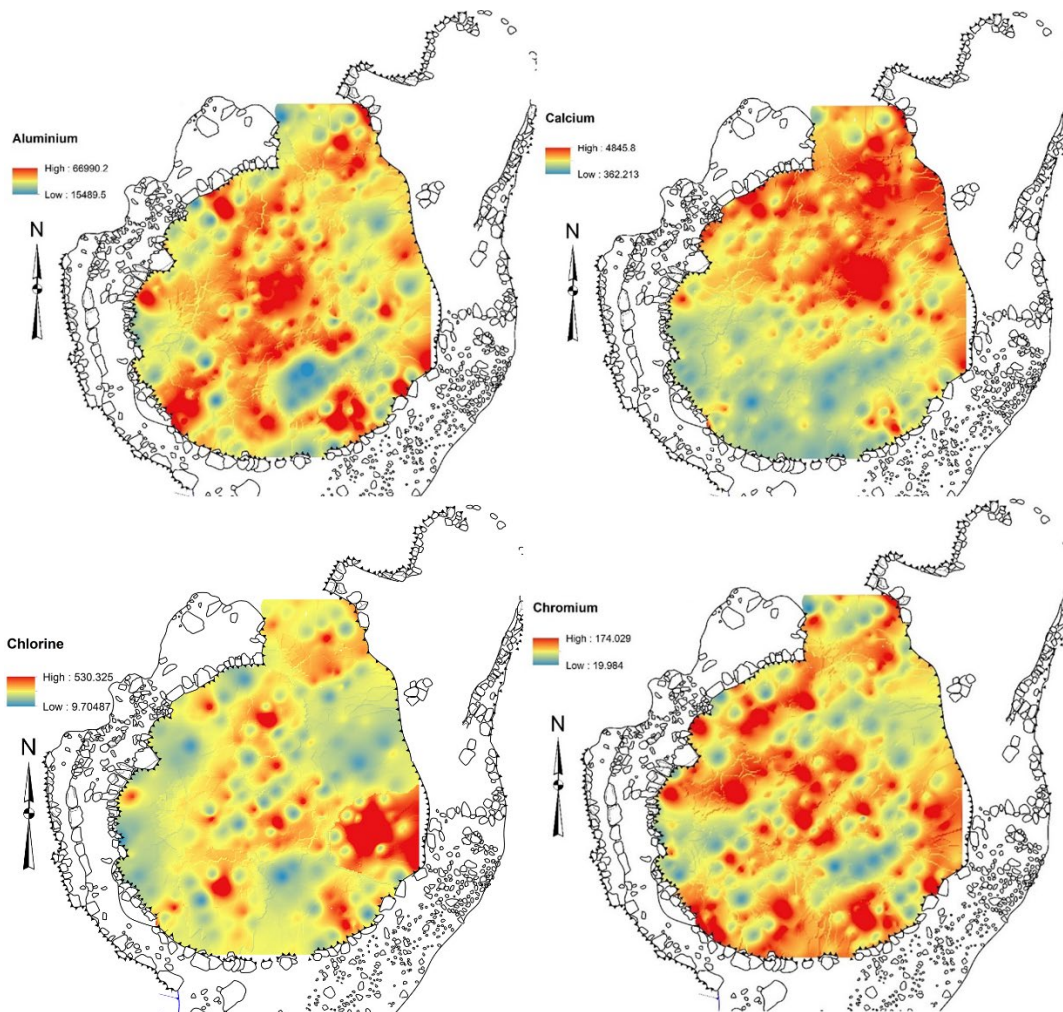 Aluminium
High : 66990.2
Low : 15489.5
N
Calcium
High : 4845.8
Low : 362.213
N
Chlorine
High : 530.325
Low : 9.70487
N
Chromium
High : 174.029
Low : 19.984
N